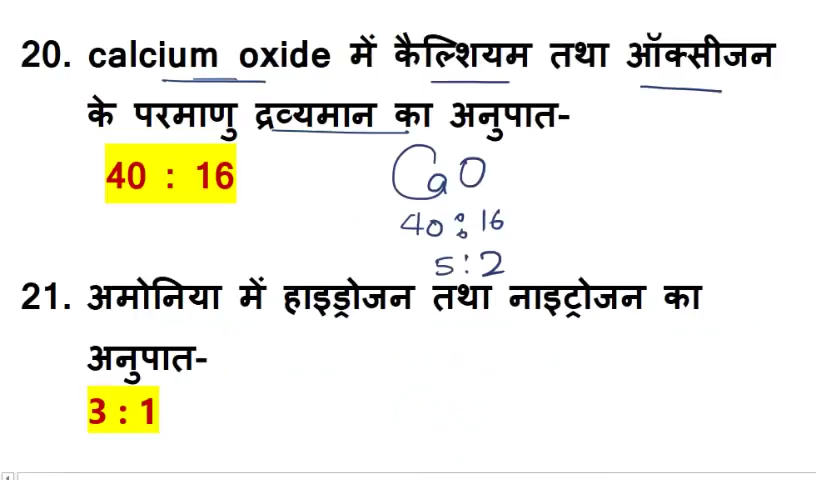 20. calcium oxide में कैल्शियम तथा ऑक्सीजन
के परमाणु द्रव्यमान का अनुपात-
40 : 16
CaO
40 : 16
5 : 2
21. अमोनिया में हाइड्रोजन तथा नाइट्रोजन का
अनुपात-
3 : 1